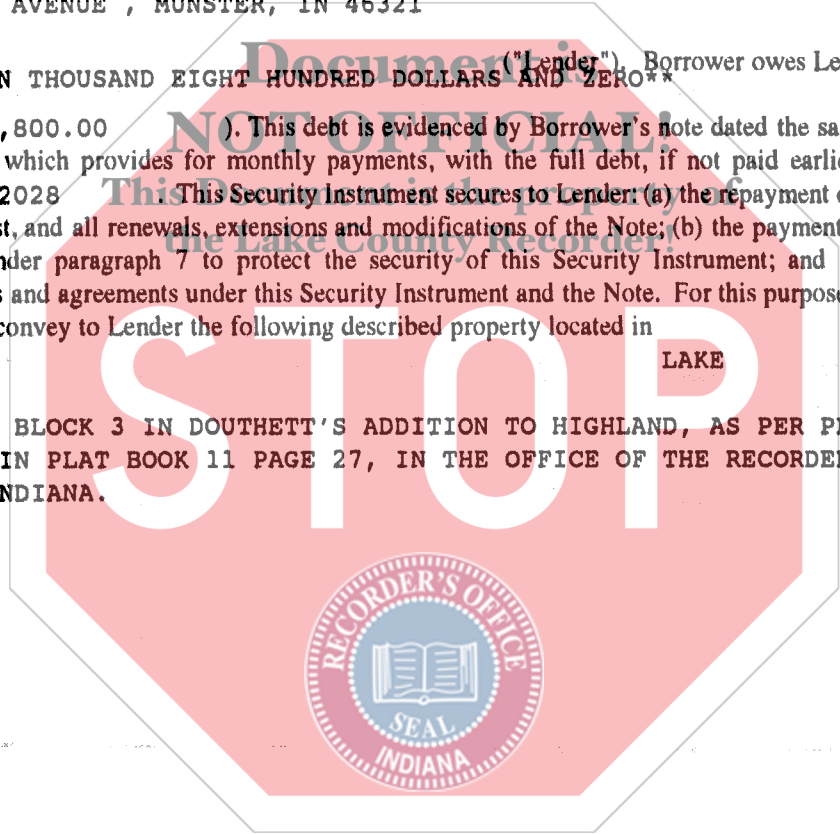 AVENUE , MUNSTER, IN 46321
Document is
("Lender"). Borrower owes Le
N THOUSAND EIGHT HUNDRED DOLLARS AND ZERO**
NOT OFFICIAL!
,800.00 ). This debt is evidenced by Borrower's note dated the sa
which provides for monthly payments, with the full debt, if not paid earlie
This Document is the property of
2028 . This Security Instrument secures to Lender: (a) the repayment o
the Lake County Recorder!
st, and all renewals, extensions and modifications of the Note; (b) the payment
nder paragraph 7 to protect the security of this Security Instrument; and
s and agreements under this Security Instrument and the Note. For this purpose
convey to Lender the following described property located in
LAKE
STOP
BLOCK 3 IN DOUTHETT'S ADDITION TO HIGHLAND, AS PER PL
IN PLAT BOOK 11 PAGE 27, IN THE OFFICE OF THE RECORDER
NDIANA.
RECORDER'S OFFICE
SEAL
INDIANA